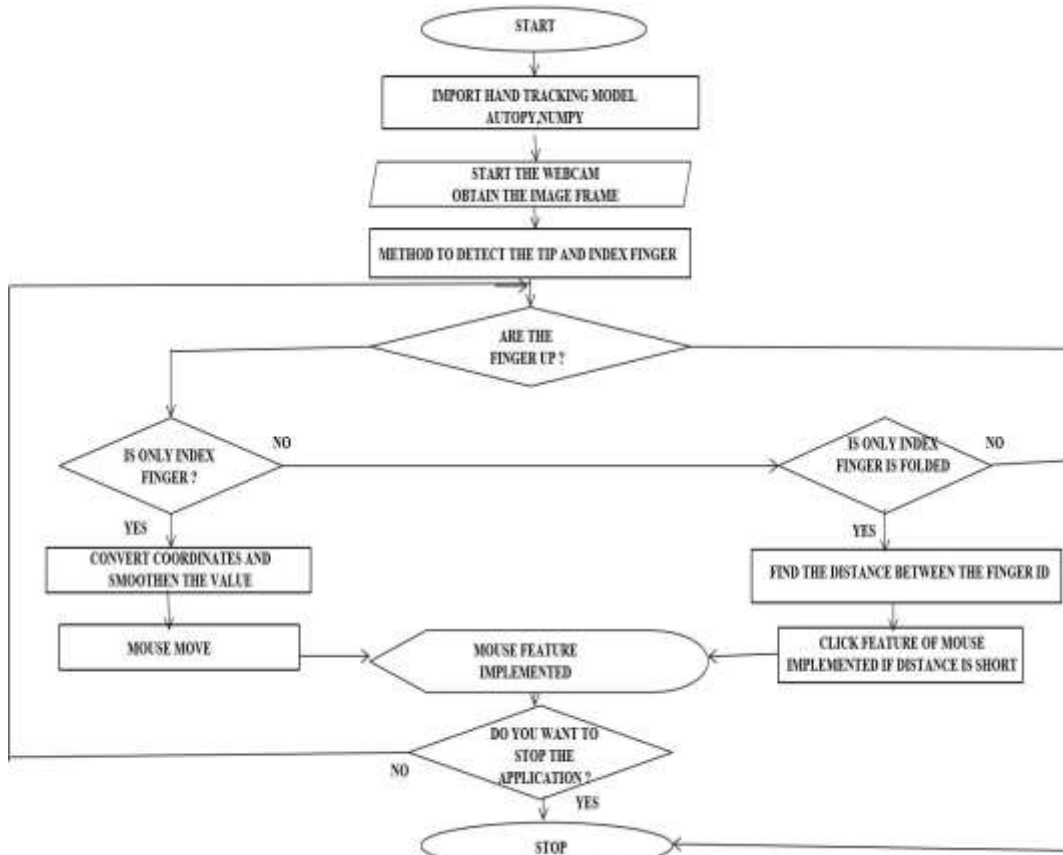 START
IMPORT HAND TRACKING MODEL
AUTOPY,NUMPY
START THE WEBCAM
OBTAIN THE IMAGE FRAME
METHOD TO DETECT THE TIP AND INDEX FINGER
ARE THE
FINGER UP ?
IS ONLY INDEX
FINGER ?
NO
IS ONLY INDEX
FINGER IS FOLDED
NO
YES
YES
CONVERT COORDINATES AND
SMOOTHEN THE VALUE
FIND THE DISTANCE BETWEEN THE FINGER ID
MOUSE MOVE
MOUSE FEATURE
IMPLEMENTED
CLICK FEATURE OF MOUSE
IMPLEMENTED IF DISTANCE IS SHORT
DO YOU WANT TO
STOP THE
APPLICATION ?
NO
YES
STOP